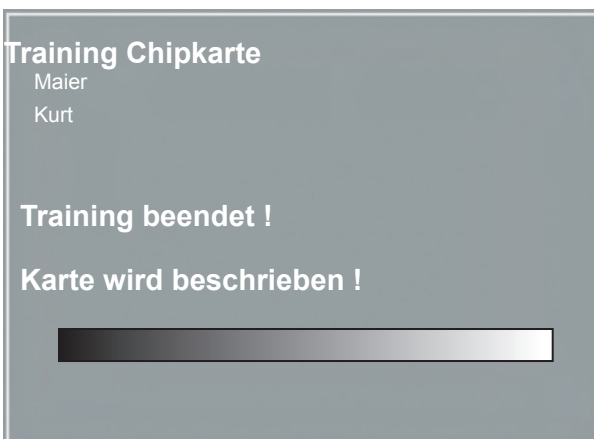 Training Chipkarte
Maier
Kurt
Training beendet !
Karte wird beschrieben !